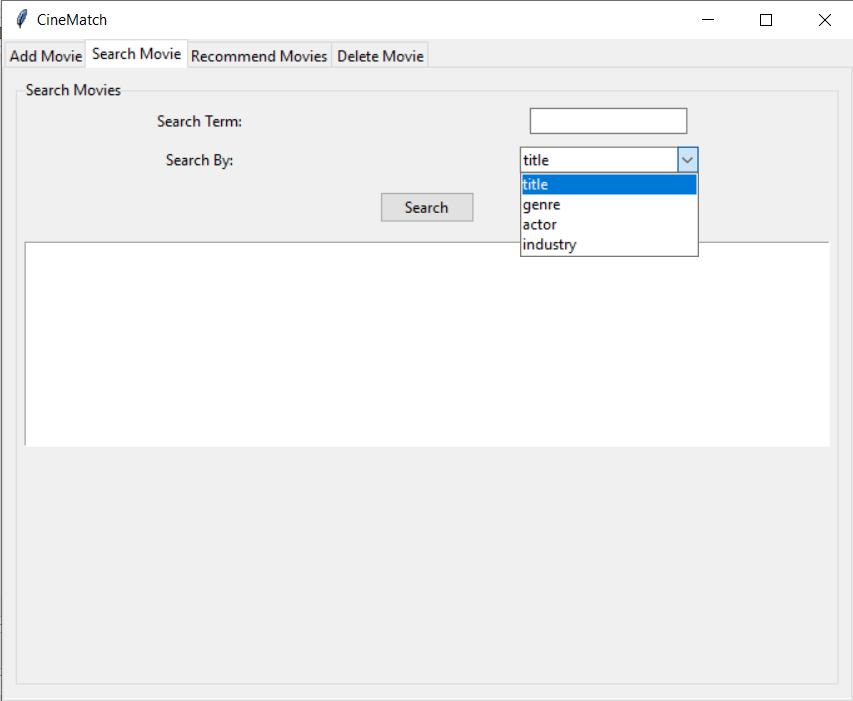 CineMatch
Add Movie Search Movie Recommend Movies Delete Movie
Search Movies
Search Term:
Search By: title
title
genre
actor
industry
Search